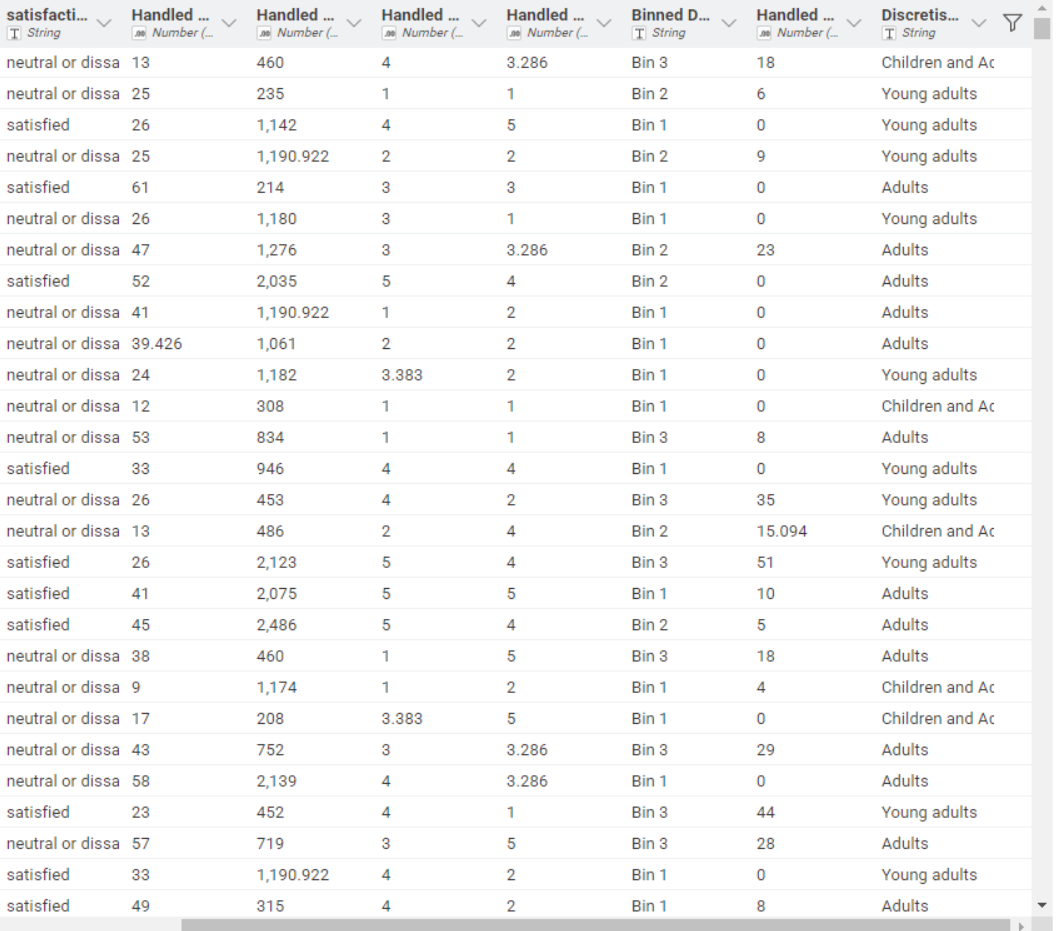 satisfacti... Handled ... Handled ... Handled ... Handled ... Binned D... Handled ... Discretis...
T String .00 Number (... .00 Number (... .00 Number (... .00 Number (... T String .00 Number (... T String
neutral or dissa 13 460 4 3.286 Bin 3 18 Children and Ac
neutral or dissa 25 235 1 1 Bin 2 6 Young adults
satisfied 26 1,142 4 5 Bin 1 0 Young adults
neutral or dissa 25 1,190.922 2 2 Bin 2 9 Young adults
satisfied 61 214 3 3 Bin 1 0 Adults
neutral or dissa 26 1,180 3 1 Bin 1 0 Young adults
neutral or dissa 47 1,276 3 3.286 Bin 2 23 Adults
satisfied 52 2,035 5 4 Bin 2 0 Adults
neutral or dissa 41 1,190.922 1 2 Bin 1 0 Adults
neutral or dissa 39.426 1,061 2 2 Bin 1 0 Adults
neutral or dissa 24 1,182 3.383 2 Bin 1 0 Young adults
neutral or dissa 12 308 1 1 Bin 1 0 Children and Ac
neutral or dissa 53 834 1 1 Bin 3 8 Adults
satisfied 33 946 4 4 Bin 1 0 Young adults
neutral or dissa 26 453 4 2 Bin 3 35 Young adults
neutral or dissa 13 486 2 4 Bin 2 15.094 Children and Ac
satisfied 26 2,123 5 4 Bin 3 51 Young adults
satisfied 41 2,075 5 5 Bin 1 10 Adults
satisfied 45 2,486 5 4 Bin 2 5 Adults
neutral or dissa 38 460 1 5 Bin 3 18 Adults
neutral or dissa 9 1,174 1 2 Bin 1 4 Children and Ac
neutral or dissa 17 208 3.383 5 Bin 1 0 Children and Ac
neutral or dissa 43 752 3 3.286 Bin 3 29 Adults
neutral or dissa 58 2,139 4 3.286 Bin 1 0 Adults
satisfied 23 452 4 1 Bin 3 44 Young adults
neutral or dissa 57 719 3 5 Bin 3 28 Adults
satisfied 33 1,190.922 4 2 Bin 1 0 Young adults
satisfied 49 315 4 2 Bin 1 8 Adults